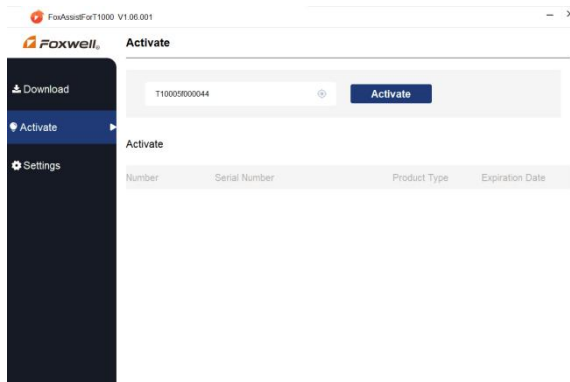 FoxAssistForT1000 V1.06.001
Foxwell®
Activate
Download
T10005f000044
Activate
Activate
Activate
Settings
Number Serial Number Product Type Expiration Date